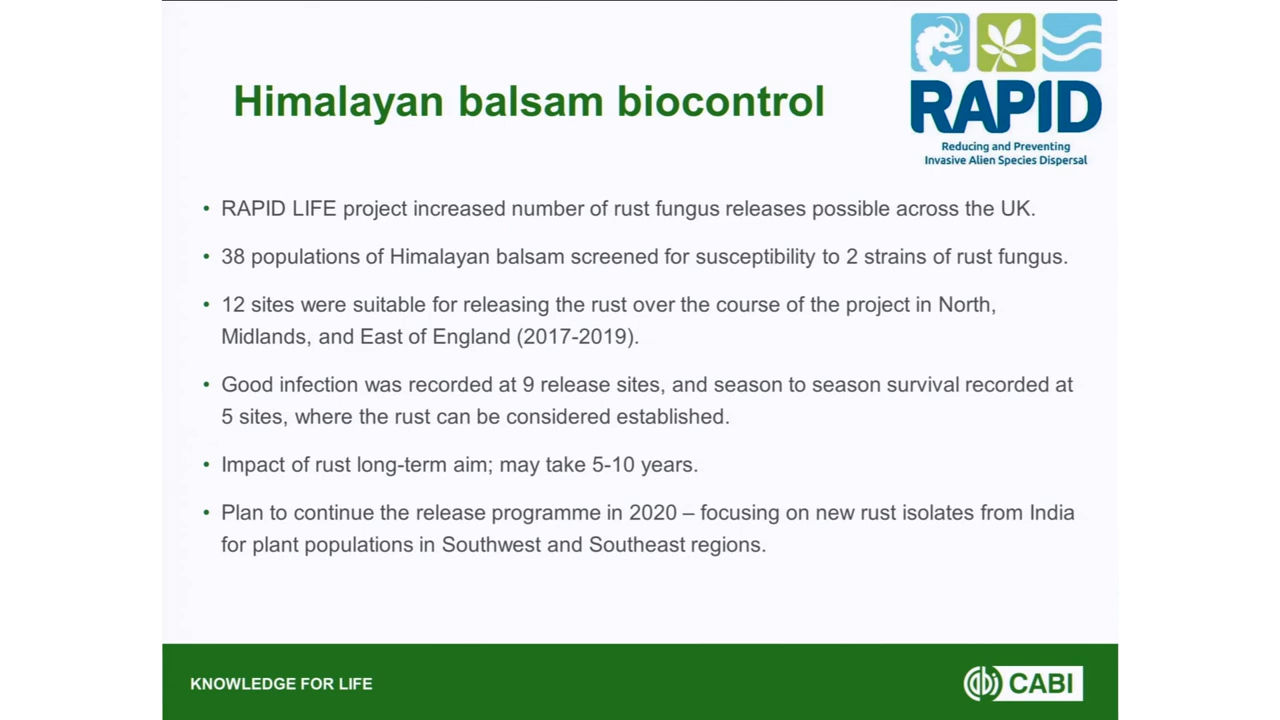 Himalayan balsam biocontrol
RAPID
Reducing and Preventing
Invasive Alien Species Dispersal
• RAPID LIFE project increased number of rust fungus releases possible across the UK.
• 38 populations of Himalayan balsam screened for susceptibility to 2 strains of rust fungus.
• 12 sites were suitable for releasing the rust over the course of the project in North,
Midlands, and East of England (2017-2019).
• Good infection was recorded at 9 release sites, and season to season survival recorded at
5 sites, where the rust can be considered established.
• Impact of rust long-term aim; may take 5-10 years.
• Plan to continue the release programme in 2020 – focusing on new rust isolates from India
for plant populations in Southwest and Southeast regions.
KNOWLEDGE FOR LIFE
cabi CABI